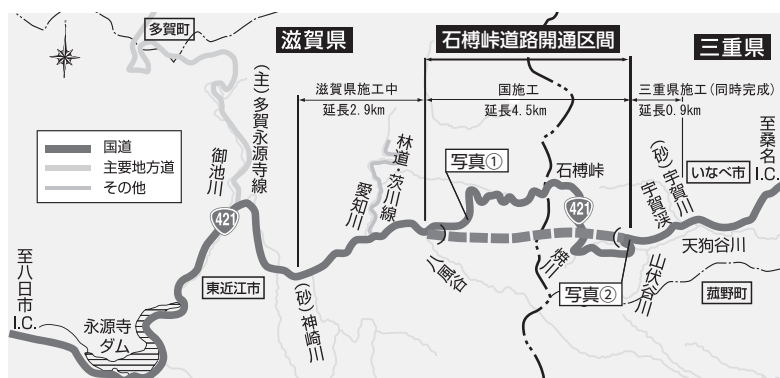 多賀町
滋賀県
石榑峠道路開通区間
三重県
滋賀県施工中
延長2.9km
国施工
延長4.5km
三重県施工(同時完成)
延長0.9km
国道
主要地方道
その他
(主)多賀永源寺線
御池川
421
林道・茨川線
愛知川
写真①
石榑峠
421
(砂)宇賀川
宇賀渓
いなべ市
至桑名
I.C.
天狗谷川
至八日市
I.C.
東近江市
永源寺
ダム
(砂)神崎川
八風谷
焼川
写真②
山伏谷川
菰野町